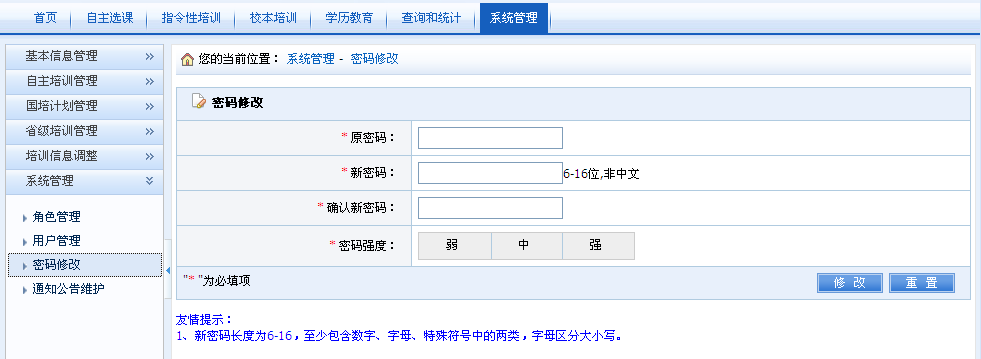 首页 自主选课 指令性培训 校本培训 学历教育 查询和统计 系统管理
基本信息管理
自主培训管理
国培计划管理
省级培训管理
培训信息调整
系统管理
角色管理
用户管理
密码修改
通知公告维护
您的当前位置： 系统管理 - 密码修改
密码修改
*原密码：
*新密码： 6-16位,非中文
*确认新密码：
*密码强度： 弱 中 强
"* "为必填项 修 改 重 置
友情提示：
1、新密码长度为6-16，至少包含数字、字母、特殊符号中的两类，字母区分大小写。